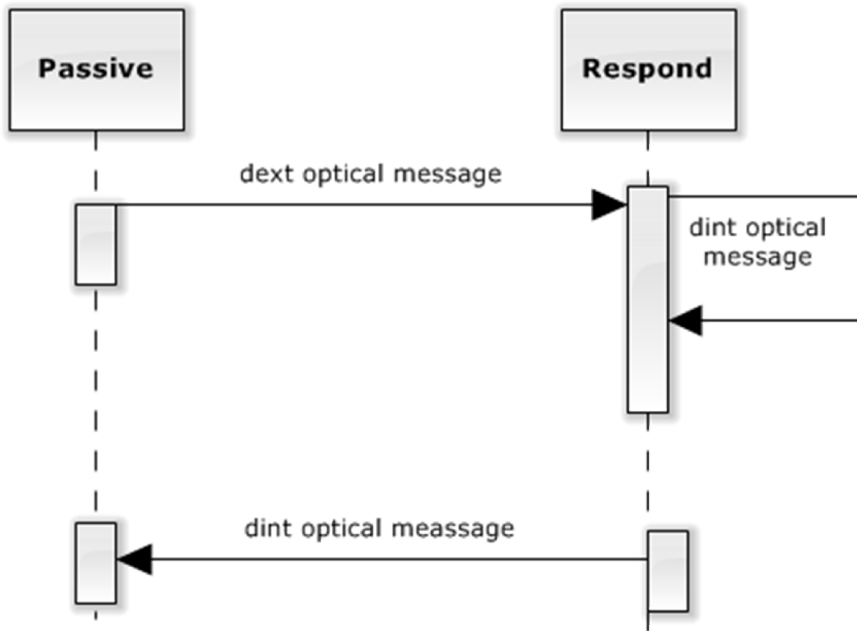 Passive
Respond
dext optical message
dint optical
message
dint optical meassage